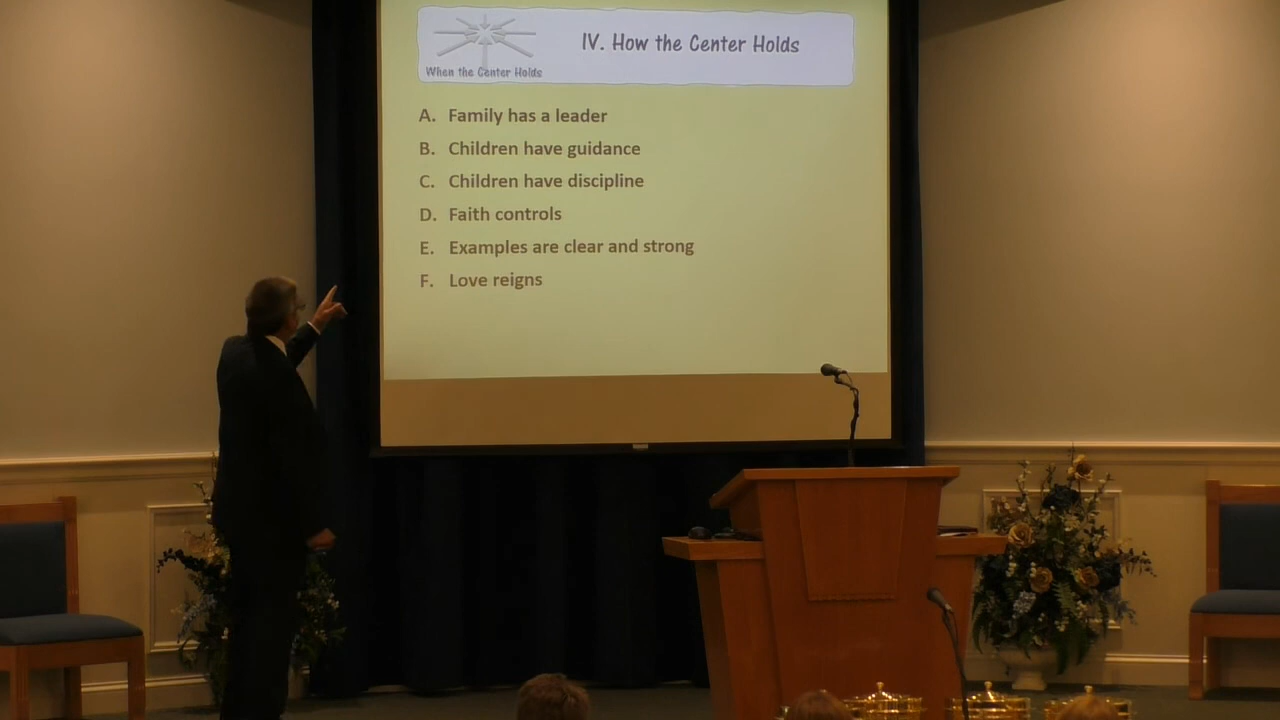 IV. How the Center Holds
When the Center Holds
A. Family has a leader
B. Children have guidance
C. Children have discipline
D. Faith controls
E. Examples are clear and strong
F. Love reigns